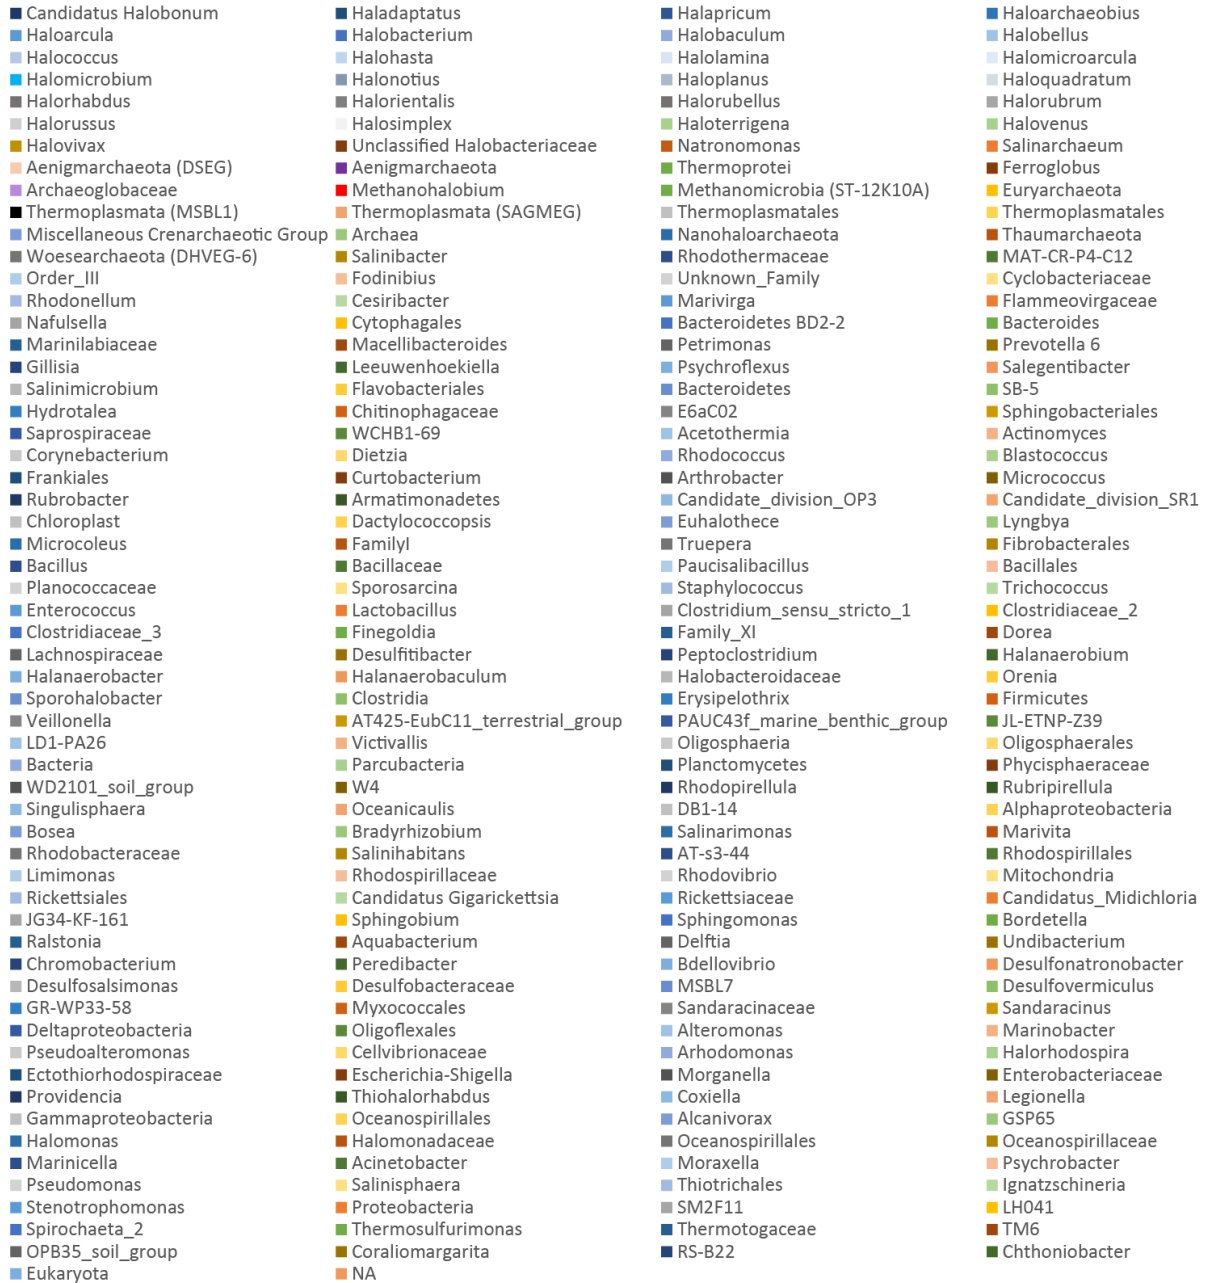 Candidatus Halobonum Haladaptatus Halapricum Haloarchaeobius
Haloarcula Halobacterium Halobaculum Halobellus
Halococcus Halohasta Halolamina Halomicroarcula
Halomicrobium Halonotius Haloplanus Haloquadratum
Halorhabdus Halorientalis Halorubellus Halorubrum
Halorussus Halosimplex Haloterrigena Halovenus
Halovivax Unclassified Halobacteriaceae Natronomonas Salinarchaeum
Aenigmarchaeota (DSEG) Aenigmarchaeota Thermoprotei Ferroglobus
Archaeoglobaceae Methanohalobium Methanomicrobia (ST-12K10A) Euryarchaeota
Thermoplasmata (MSBL1) Thermoplasmata (SAGMEG) Thermoplasmatales Thermoplasmatales
Miscellaneous Crenarchaeotic Group Archaea Nanohaloarchaeota Thaumarchaeota
Woesearchaeota (DHVEG-6) Salinibacter Rhodothermaceae MAT-CR-P4-C12
Order_III Fodinibius Unknown_Family Cyclobacteriaceae
Rhodonellum Cesiribacter Marivirga Flammeovirgaceae
Nafulsella Cytophagales Bacteroidetes BD2-2 Bacteroides
Marinilabiaceae Macellibacteroides Petrimonas Prevotella 6
Gillisia Leeuwenhoekiella Psychroflexus Salegentibacter
Salinimicrobium Flavobacteriales Bacteroidetes SB-5
Hydrotalea Chitinophagaceae E6aC02 Sphingobacteriales
Saprospiraceae WCHB1-69 Acetothermia Actinomyces
Corynebacterium Dietzia Rhodococcus Blastococcus
Frankiales Curtobacterium Arthrobacter Micrococcus
Rubrobacter Armatimonadetes Candidate_division_OP3 Candidate_division_SR1
Chloroplast Dactylococcopsis Euhalothece Lyngbya
Microcoleus FamilyI Truepera Fibrobacterales
Bacillus Bacillaceae Paucisalibacillus Bacillales
Planococcaceae Sporosarcina Staphylococcus Trichococcus
Enterococcus Lactobacillus Clostridium_sensu_stricto_1 Clostridiaceae_2
Clostridiaceae_3 Finegoldia Family_XI Dorea
Lachnospiraceae Desulfitibacter Peptoclostridium Halanaerobium
Halanaerobacter Halanaerobaculum Halobacteroidaceae Orenia
Sporohalobacter Clostridia Erysipelothrix Firmicutes
Veillonella AT425-EubC11_terrestrial_group PAUC43f_marine_benthic_group JL-ETNP-Z39
LD1-PA26 Victivallis Oligosphaeria Oligosphaerales
Bacteria Parcubacteria Planctomycetes Phycisphaeraceae
WD2101_soil_group W4 Rhodopirellula Rubripirellula
Singulisphaera Oceanicaulis DB1-14 Alphaproteobacteria
Bosea Bradyrhizobium Salinarimonas Marivita
Rhodobacteraceae Salinihabitans AT-s3-44 Rhodospirillales
Limimonas Rhodospirillaceae Rhodovibrio Mitochondria
Rickettsiales Candidatus Gigarickettsia Rickettsiaceae Candidatus_Midichloria
JG34-KF-161 Sphingobium Sphingomonas Bordetella
Ralstonia Aquabacterium Delftia Undibacterium
Chromobacterium Peredibacter Bdellovibrio Desulfonatronobacter
Desulfosalsimonas Desulfobacteraceae MSBL7 Desulfovermiculus
GR-WP33-58 Myxococcales Sandaracinaceae Sandaracinus
Deltaproteobacteria Oligoflexales Alteromonas Marinobacter
Pseudoalteromonas Cellvibrionaceae Arhodomonas Halorhodospira
Ectothiorhodospiraceae Escherichia-Shigella Morganella Enterobacteriaceae
Providencia Thiohalorhabdus Coxiella Legionella
Gammaproteobacteria Oceanospirillales Alcanivorax GSP65
Halomonas Halomonadaceae Oceanospirillales Oceanospirillaceae
Marinicella Acinetobacter Moraxella Psychrobacter
Pseudomonas Salinisphaera Thiotrichales Ignatzschineria
Stenotrophomonas Proteobacteria SM2F11 LH041
Spirochaeta_2 Thermosulfurimonas Thermotogaceae TM6
OPB35_soil_group Coraliomargarita RS-B22 Chthoniobacter
Eukaryota NA